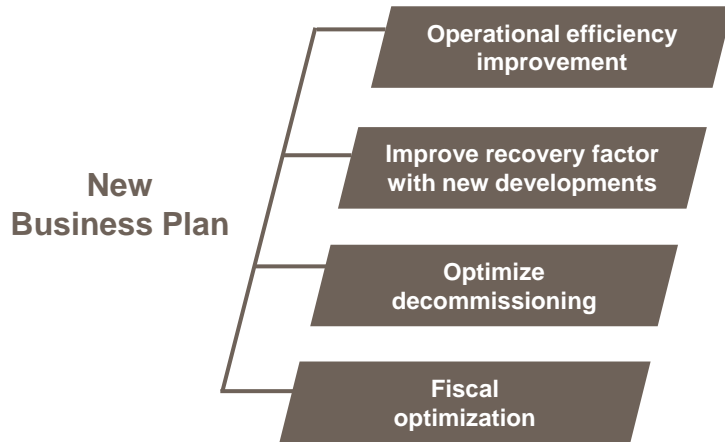 Operational efficiency
improvement
Improve recovery factor
with new developments
New
Business Plan
Optimize
decommissioning
Fiscal
optimization